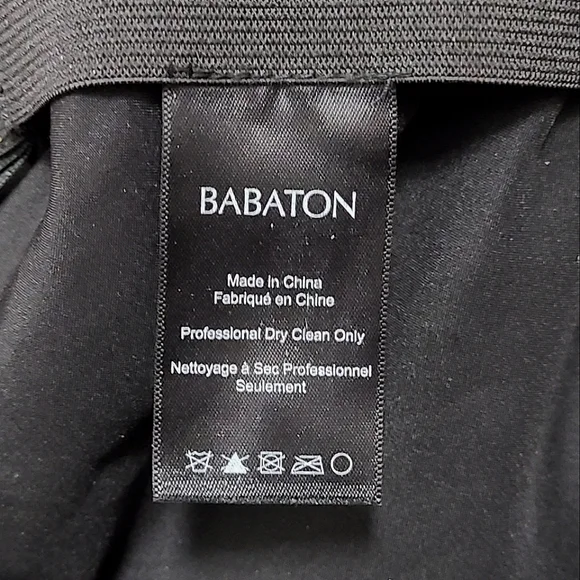 BABATON
Made in China
Fabriqué en Chine
Professional Dry Clean Only
Nettoyage à Sec Professionnel
Seulement